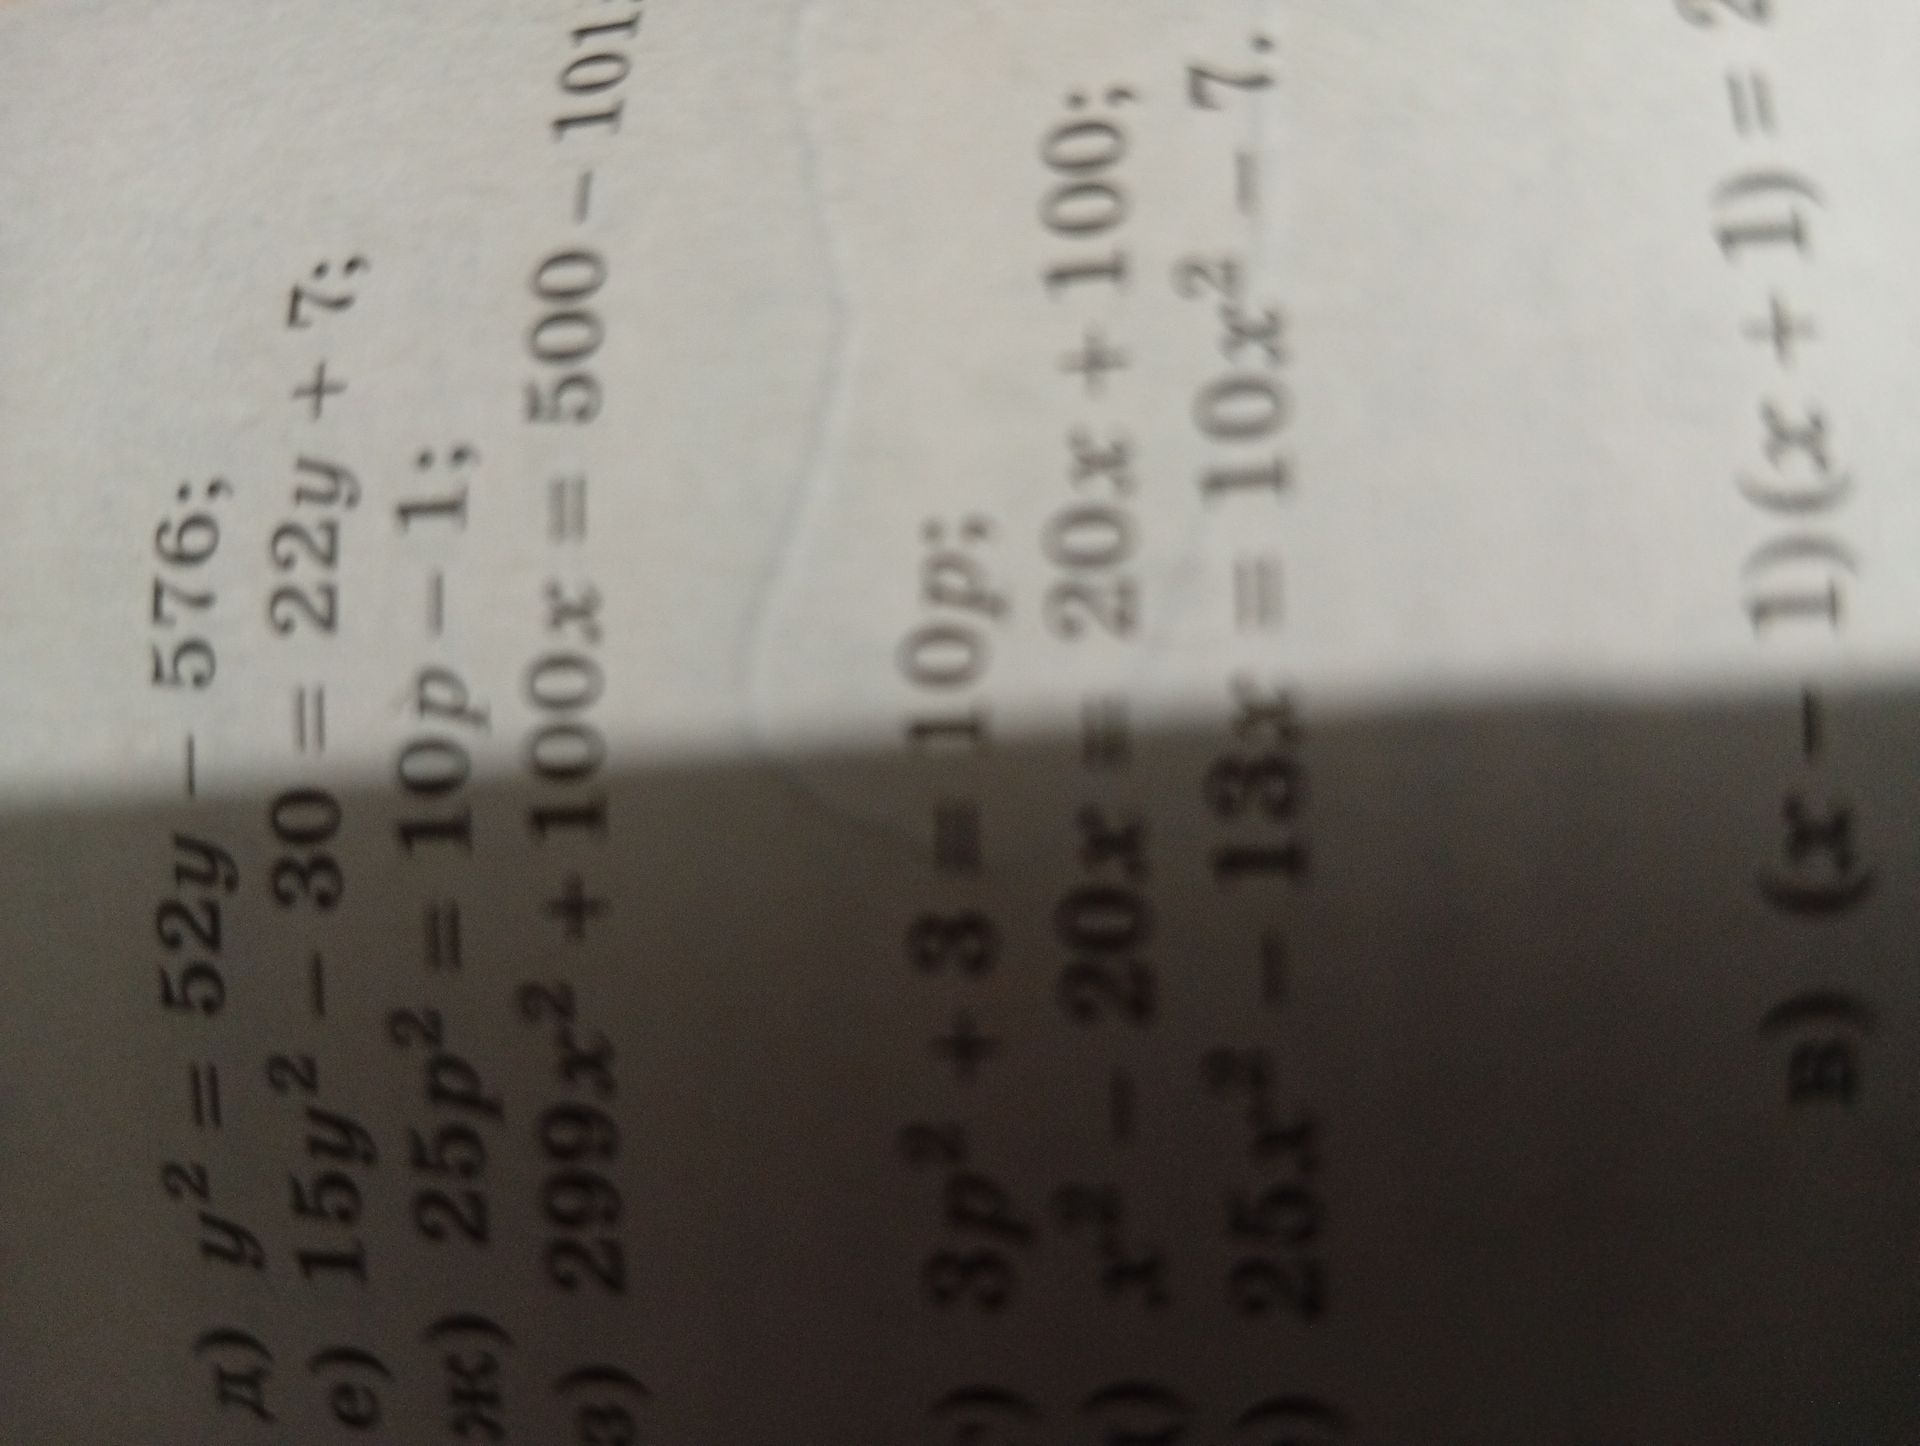 д) y² = 52y − 576;
е) 15y² − 30 = 22y + 7;
ж) 25p² = 10p − 1;
з) 299x² + 100x = 500 − 101
) 3p² + 3 = 10p;
) x² − 20x = 20x + 100;
) 25x² − 13x = 10x² − 7.
в) (x − 1)(x + 1) = 2